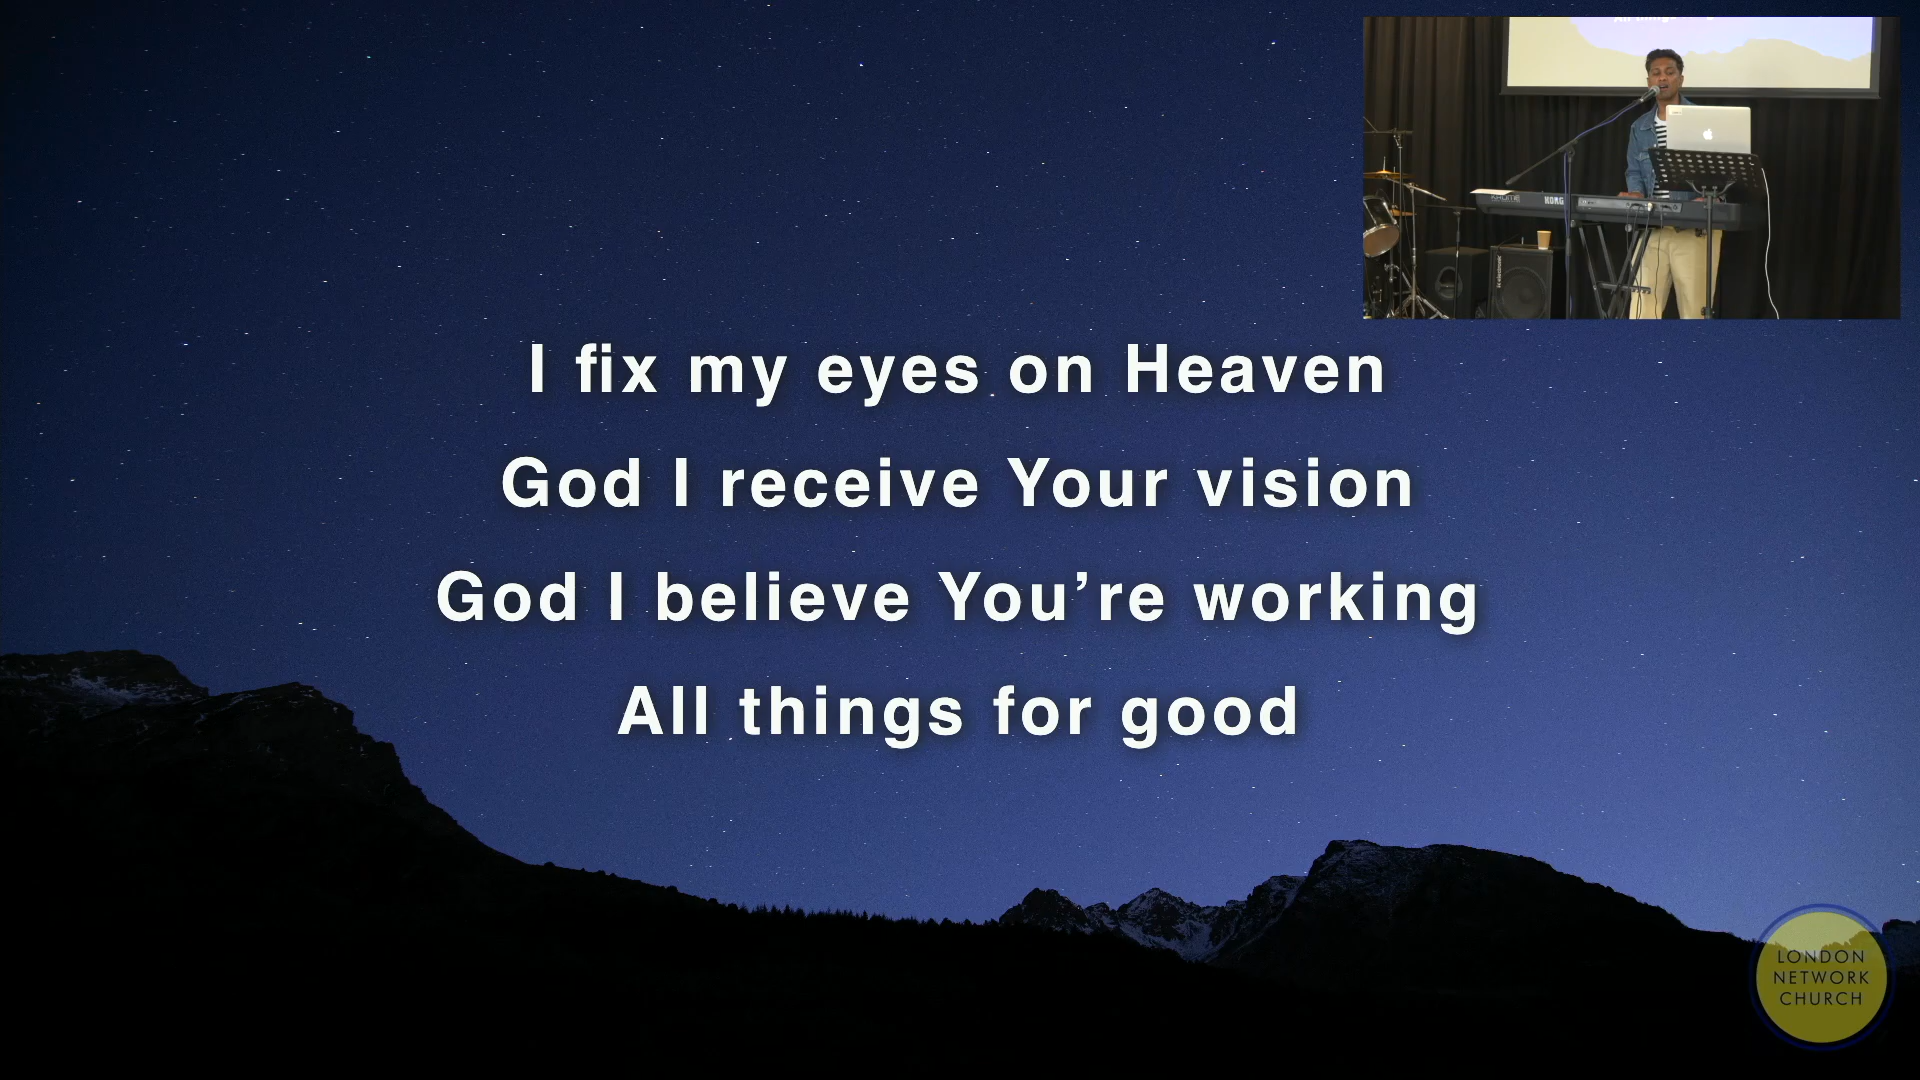 I fix my eyes on Heaven
God I receive Your vision
God I believe You’re working
All things for good
KORG
LONDON
NETWORK
CHURCH